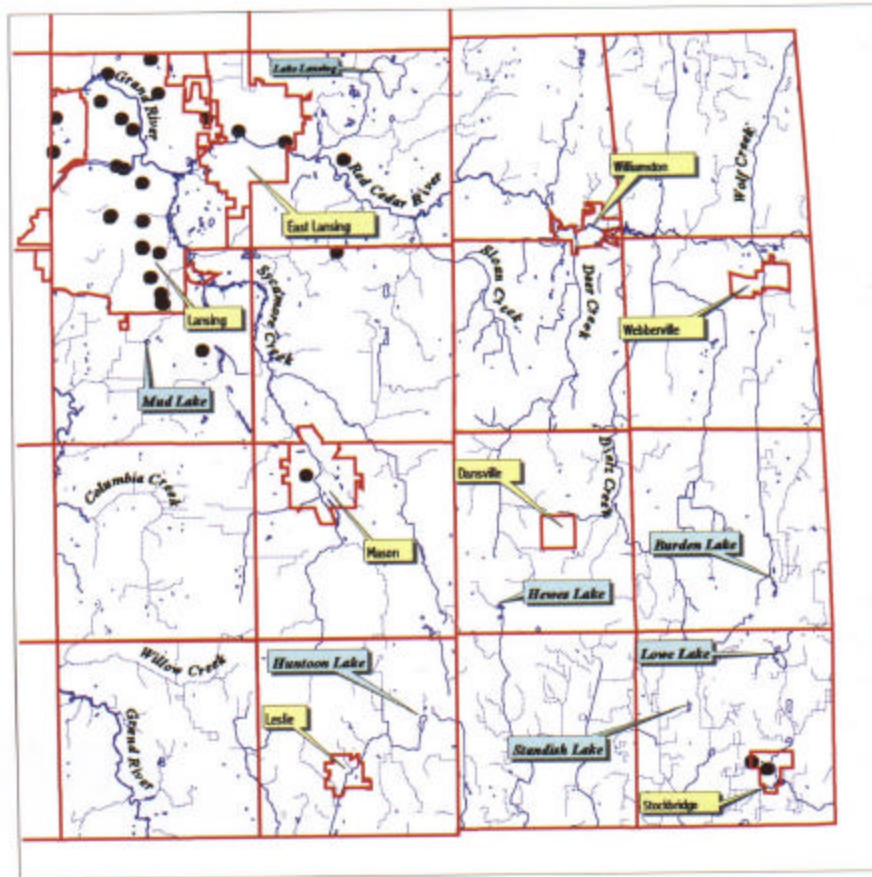 Lake Lansing
Grand River
Red Cedar River
Williamston
Wolf Creek
East Lansing
Sycamore Creek
Sloan Creek
Deer Creek
Webberville
Lansing
Mud Lake
Columbia Creek
Dansville
Mason
Burden Lake
Hewes Lake
Willow Creek
Huntoon Lake
Lowe Lake
Leslie
Grand River
Standish Lake
Stockbridge